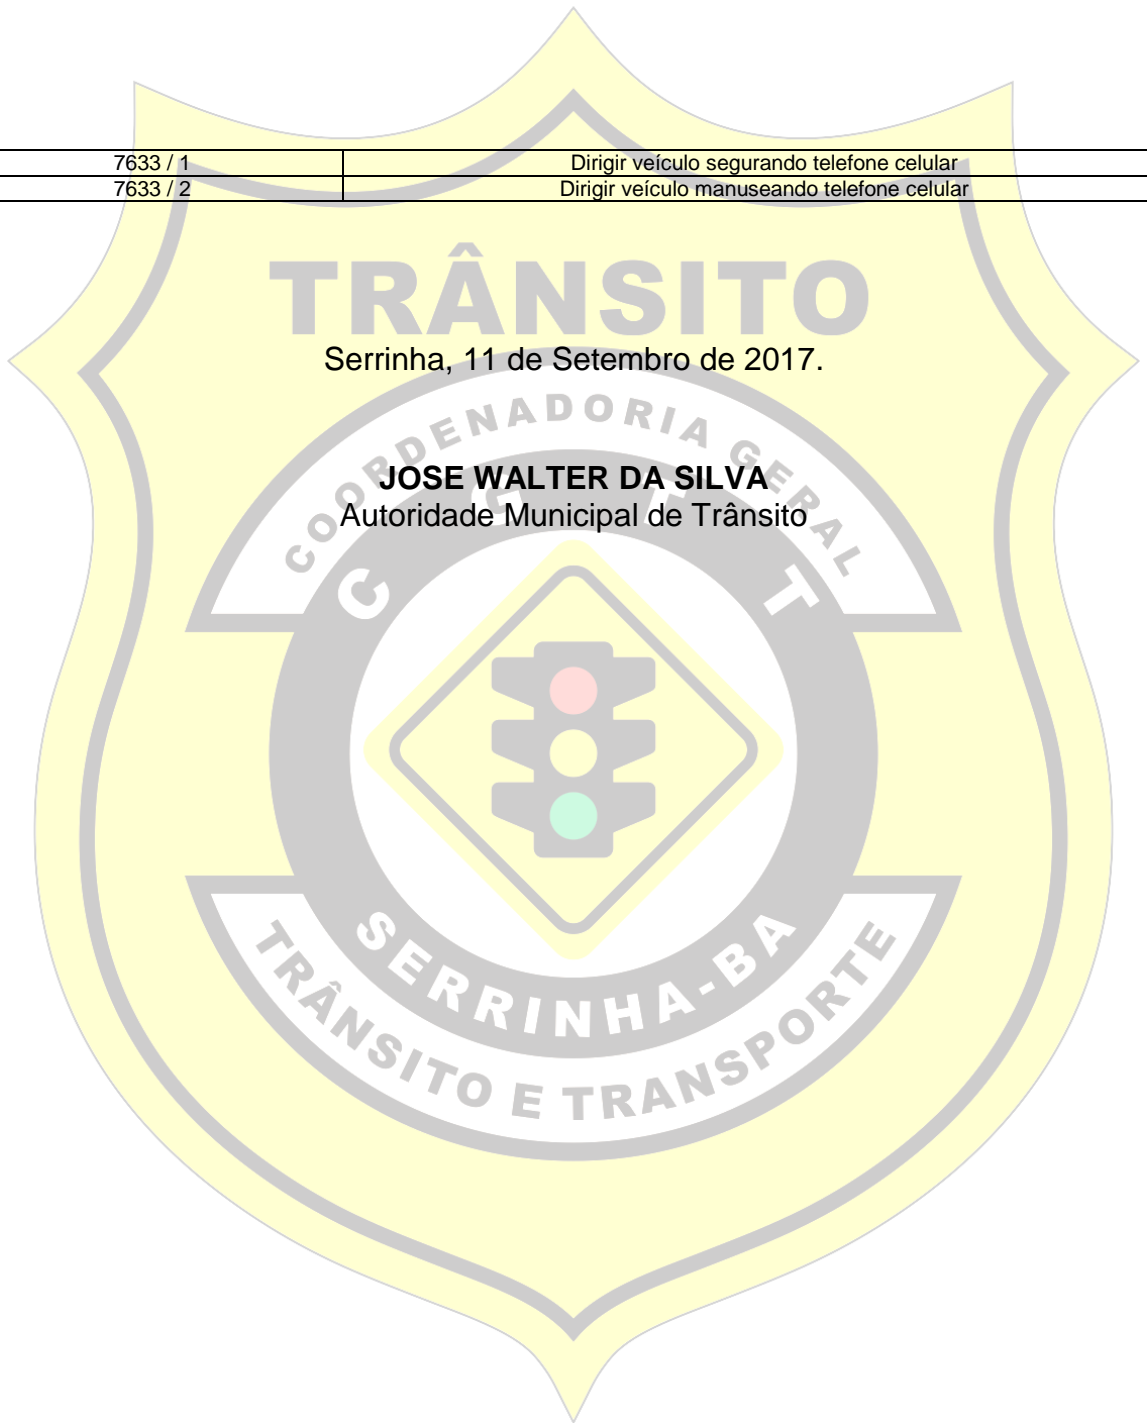 7633 / 1 Dirigir veículo segurando telefone celular
7633 / 2 Dirigir veículo manuseando telefone celular
TRÂNSITO
Serrinha, 11 de Setembro de 2017.
COORDENADORIA GERAL
JOSE WALTER DA SILVA
Autoridade Municipal de Trânsito
C G T T
SERRINHA-BA
TRÂNSITO E TRANSPORTE